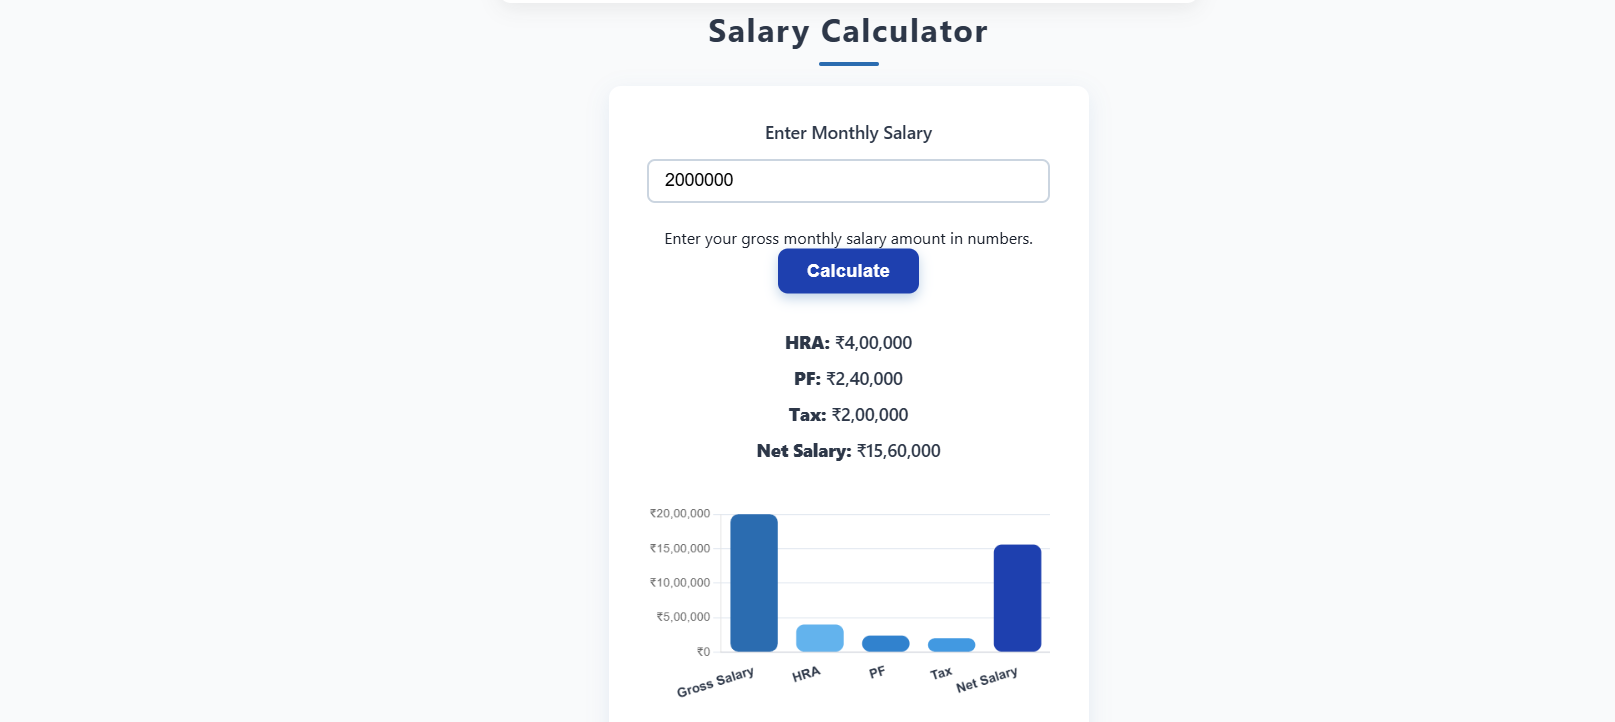 Salary Calculator
Enter Monthly Salary
2000000
Enter your gross monthly salary amount in numbers.
Calculate
HRA: ₹4,00,000
PF: ₹2,40,000
Tax: ₹2,00,000
Net Salary: ₹15,60,000
₹20,00,000
₹15,00,000
₹10,00,000
₹5,00,000
₹0
Gross Salary HRA PF Tax Net Salary